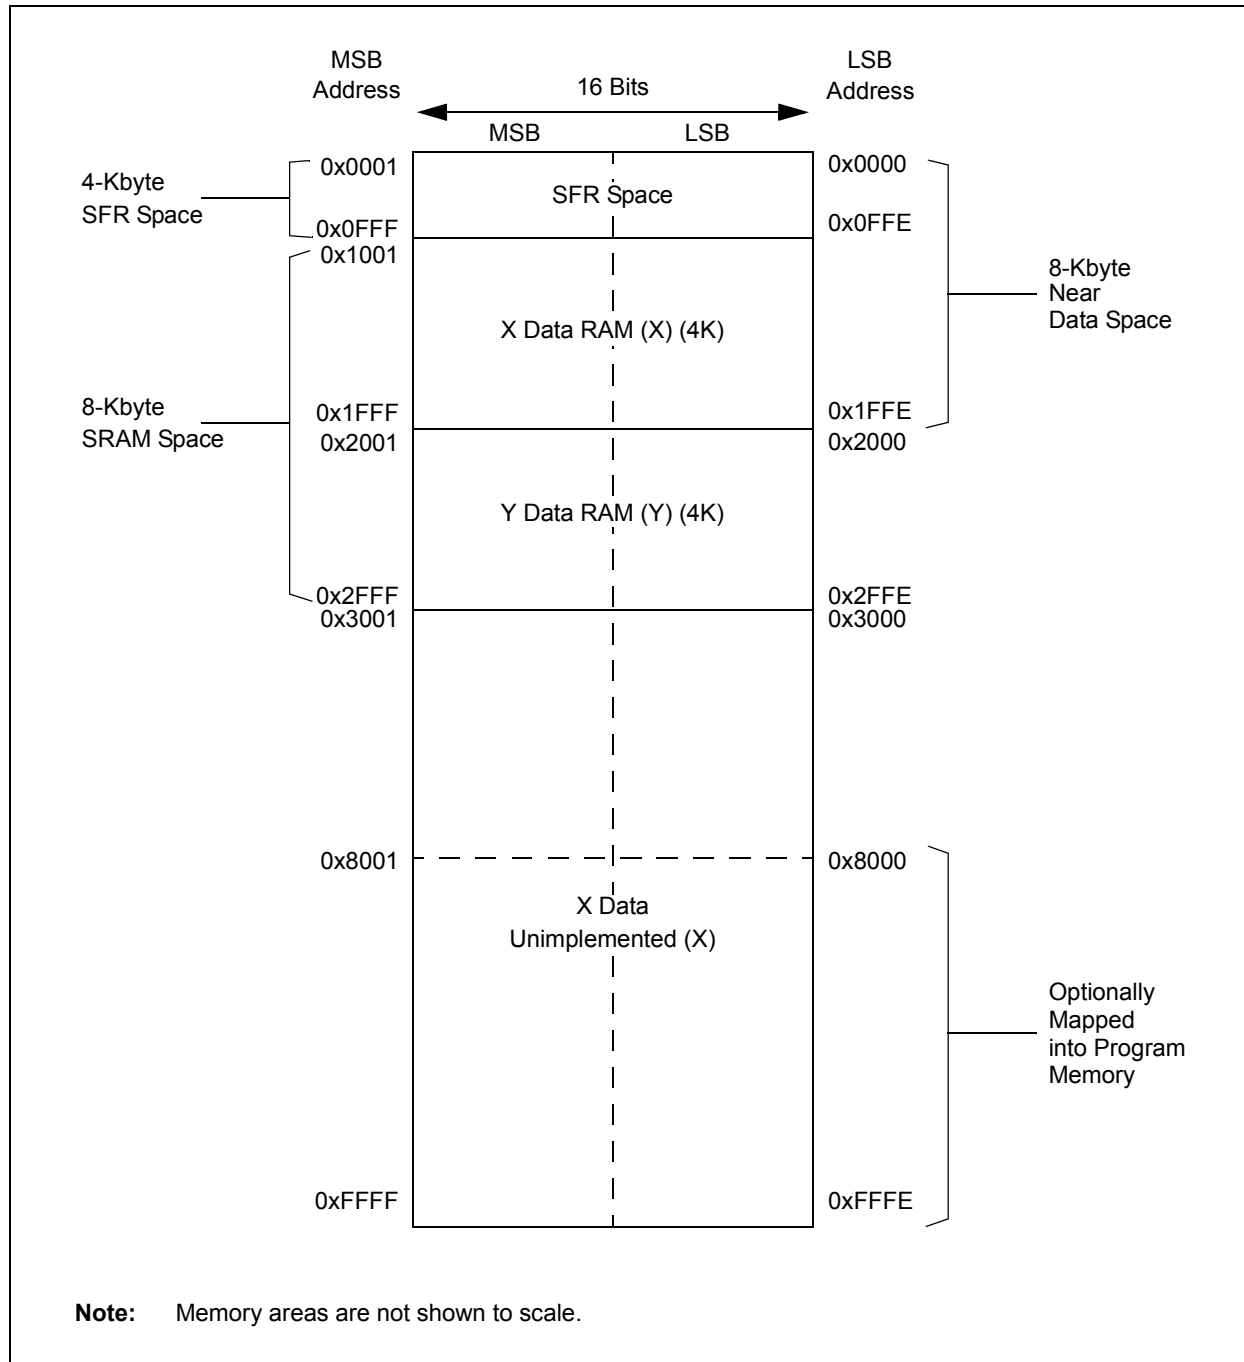 MSB
Address
LSB
Address
16 Bits
MSB
LSB
0x0001
0x0000
4-Kbyte
SFR Space
SFR Space
0x0FFF
0x0FFE
0x1001
8-Kbyte
Near
Data Space
X Data RAM (X) (4K)
8-Kbyte
SRAM Space
0x1FFF
0x1FFE
0x2001
0x2000
Y Data RAM (Y) (4K)
0x2FFF
0x2FFE
0x3001
0x3000
0x8001
0x8000
X Data
Unimplemented (X)
Optionally
Mapped
into Program
Memory
0xFFFF
0xFFFE
Note: Memory areas are not shown to scale.